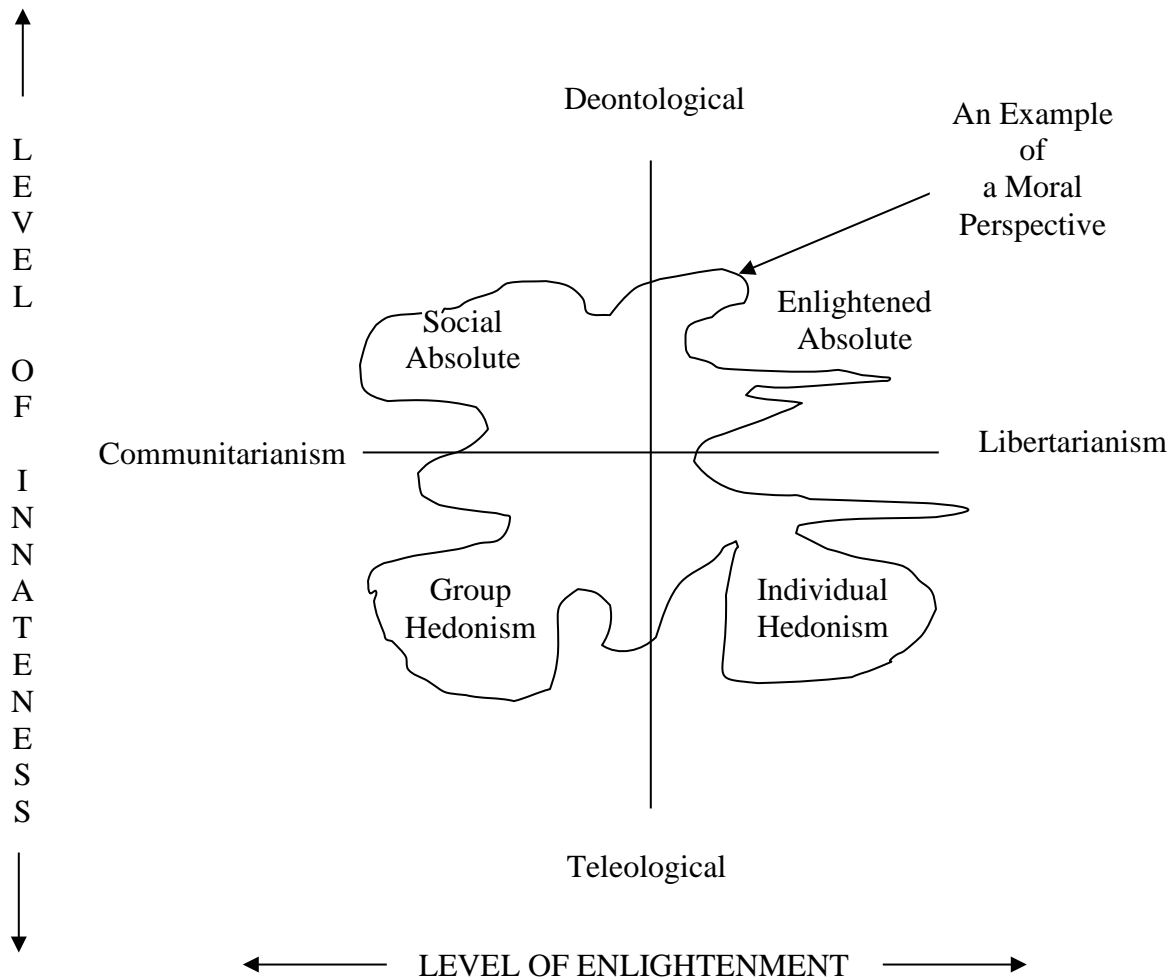 Deontological
An Example
of
a Moral
Perspective
LEVEL OF INNATENESS
Social
Absolute
Enlightened
Absolute
Communitarianism
Libertarianism
Group
Hedonism
Individual
Hedonism
Teleological
LEVEL OF ENLIGHTENMENT